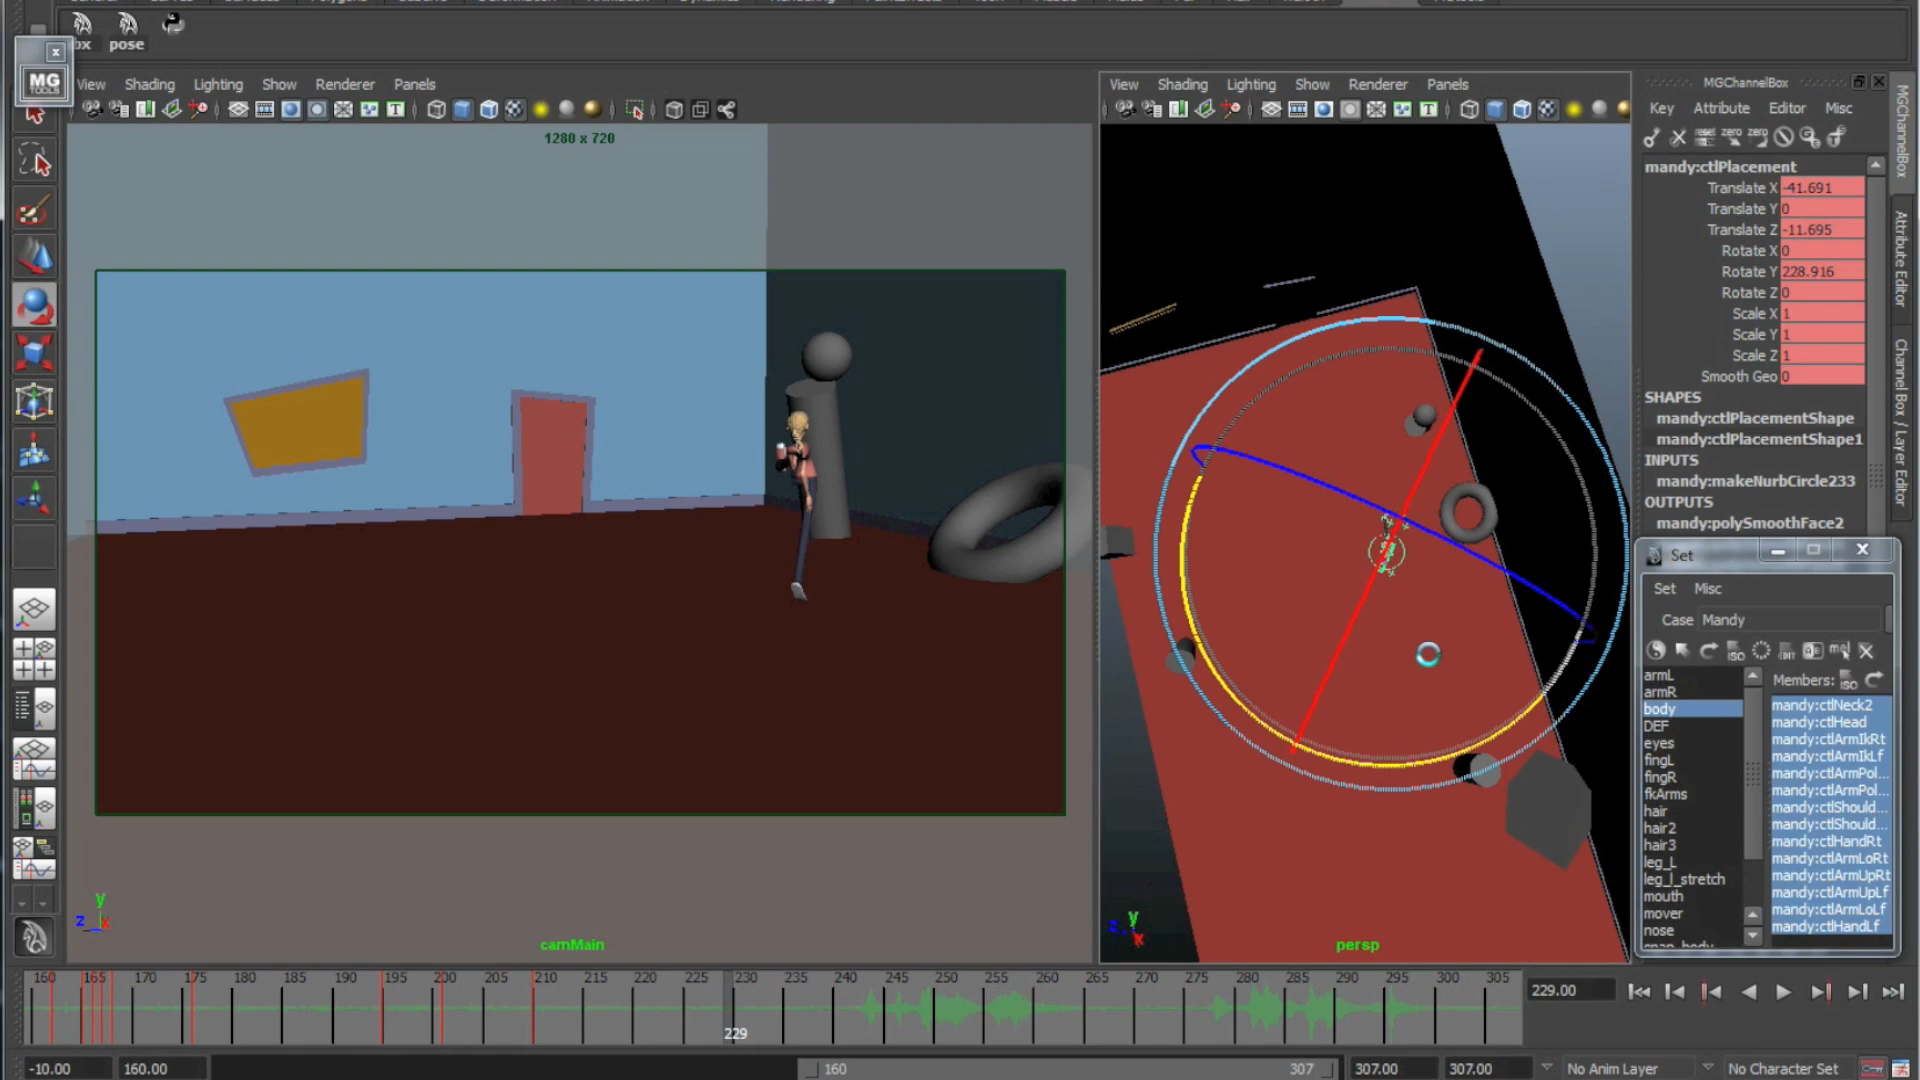 pose
MG
TOOLS
View Shading Lighting Show Renderer Panels
1280 x 720
camMain
View Shading Lighting Show Renderer Panels
persp
MGChannelBox
Key Attribute Editor Misc
mandy:ctlPlacement
Translate X -41.691
Translate Y 0
Translate Z -11.695
Rotate X 0
Rotate Y 228.916
Rotate Z 0
Scale X 1
Scale Y 1
Scale Z 1
Smooth Geo 0
SHAPES
mandy:ctlPlacementShape
mandy:ctlPlacementShape1
INPUTS
mandy:makeNurbCircle233
OUTPUTS
mandy:polySmoothFace2
MGChannelBox
Attribute Editor
Channel Box / Layer Editor
Set
Set Misc
Case Mandy
Members:
armL
armR
body
DEF
eyes
fingL
fingR
fkArms
hair
hair2
hair3
leg_L
leg_l_stretch
mouth
mover
nose
mandy:ctlNeck2
mandy:ctlHead
mandy:ctlArmIkRt
mandy:ctlArmIkLf
mandy:ctlArmPol...
mandy:ctlArmPol...
mandy:ctlShould...
mandy:ctlShould...
mandy:ctlHandRt
mandy:ctlArmLoRt
mandy:ctlArmUpRt
mandy:ctlArmUpLf
mandy:ctlArmLoLf
mandy:ctlHandLf
160 165 170 175 180 185 190 195 200 205 210 215 220 225 230 235 240 245 250 255 260 265 270 275 280 285 290 295 300 305
229
229.00
-10.00 160.00 160 307 307.00 307.00 No Anim Layer No Character Set